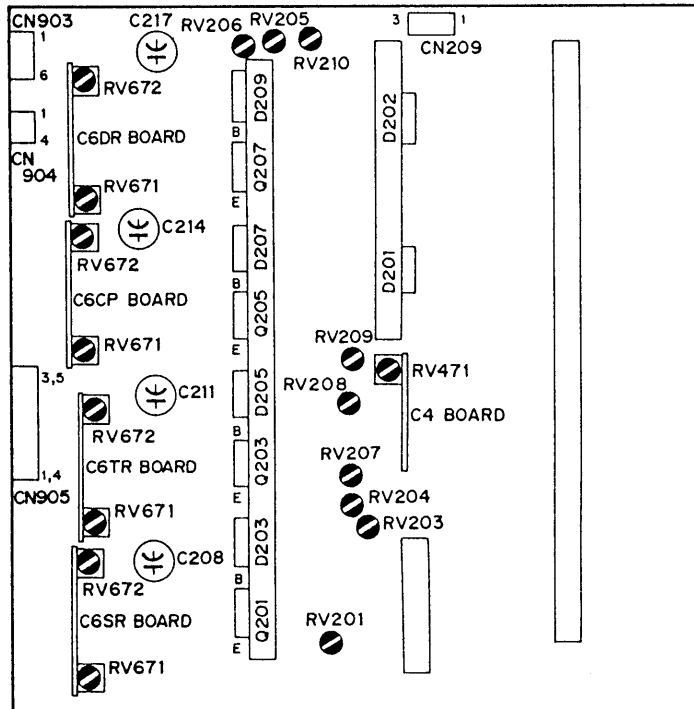 CN903
C217
RV206
RV205
RV210
3
1
CN209
1
6
RV672
1
4
C6DR BOARD
CN
904
RV671
D209
B
Q207
E
D202
C214
RV672
C6CP BOARD
RV671
D207
B
Q205
E
D201
RV209
3,5
C211
RV672
RV208
RV471
C4 BOARD
D205
B
C6TR BOARD
Q203
E
RV207
1,4
CN905
RV671
RV204
RV203
C208
RV672
D203
B
C6SR BOARD
Q201
E
RV201
RV671